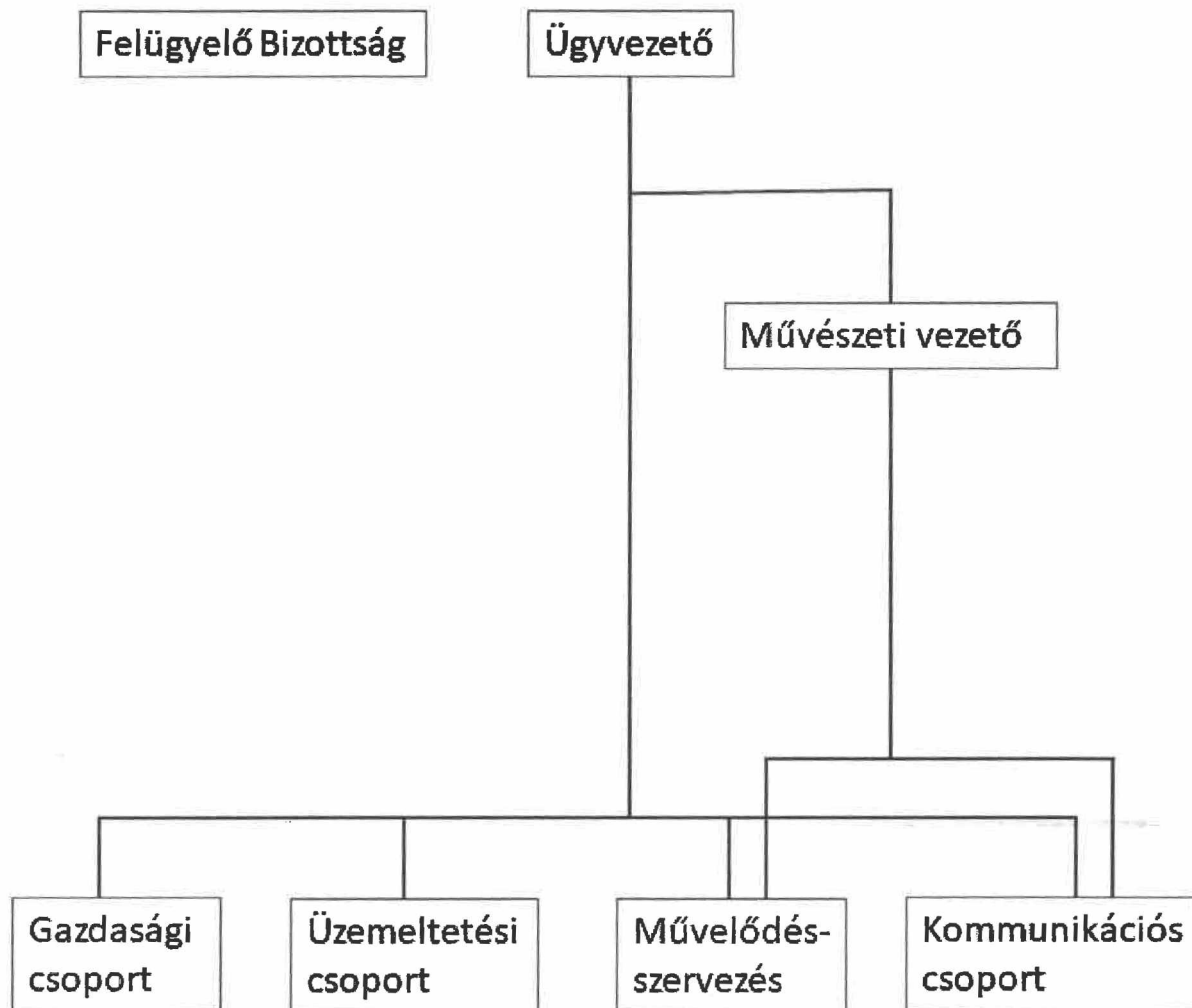 Felügyelő Bizottság
Ügyvezető
Művészeti vezető
Gazdasági
csoport
Üzemeltetési
csoport
Művelődés-
szervezés
Kommunikációs
csoport